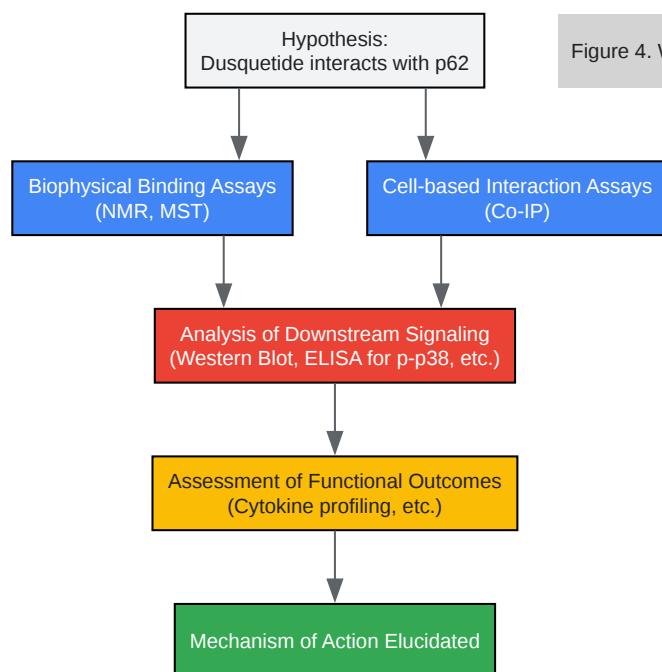 Hypothesis:
Dusquetide interacts with p62
Figure 4. W
Biophysical Binding Assays
(NMR, MST)
Cell-based Interaction Assays
(Co-IP)
Analysis of Downstream Signaling
(Western Blot, ELISA for p-p38, etc.)
Assessment of Functional Outcomes
(Cytokine profiling, etc.)
Mechanism of Action Elucidated